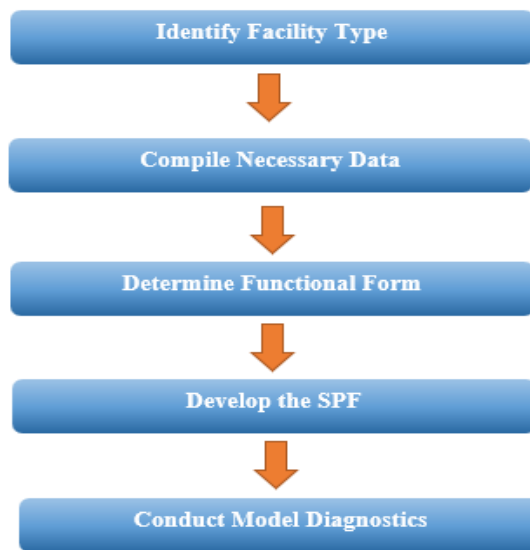 Identify Facility Type
Compile Necessary Data
Determine Functional Form
Develop the SPF
Conduct Model Diagnostics